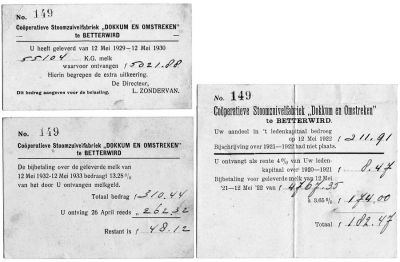 No. 149
Coöperatieve Stoomzuivelfabriek „DOKKUM EN OMSTREKEN"
te BETTERWIRD
U heeft geleverd van 12 Mei 1929—12 Mei 1930
55104 K.G. melk
waarvoor ontvangen f 5021.88
Hierin begrepen de extra uitkeering.
De Directeur,
Dit bedrag aangeven voor de belasting. L. ZONDERVAN.
No. 149
Coöperatieve Stoomzuivelfabriek „DOKKUM EN OMSTREKEN"
te BETTERWIRD
De bijbetaling over de geleverde melk van
12 Mei 1932-12 Mei 1933 bedraagt 13.25 %
van het door U ontvangen melkgeld.
Totaal bedrag f 310.44
U ontving 26 April reeds „ 262.32
Restant is f 48.12
No. 149
Coöperatieve Stoomzuivelfabriek „Dokkum en Omstreken"
te BETTERWIRD.
Uw aandeel in 't ledenkapitaal bedroeg
op 12 Mei 1922 f 211.91
Bijschrijving over 1921—1922 had niet plaats.
U ontvangt als rente 4 % van Uw leden-
kapitaal over 1920—1921 f 8.47
Bijbetaling voor geleverde melk van 12 Mei
'21—12 Mei '22 van f 4767.35
à 3.65 % f 174.00
Totaal f 182.47